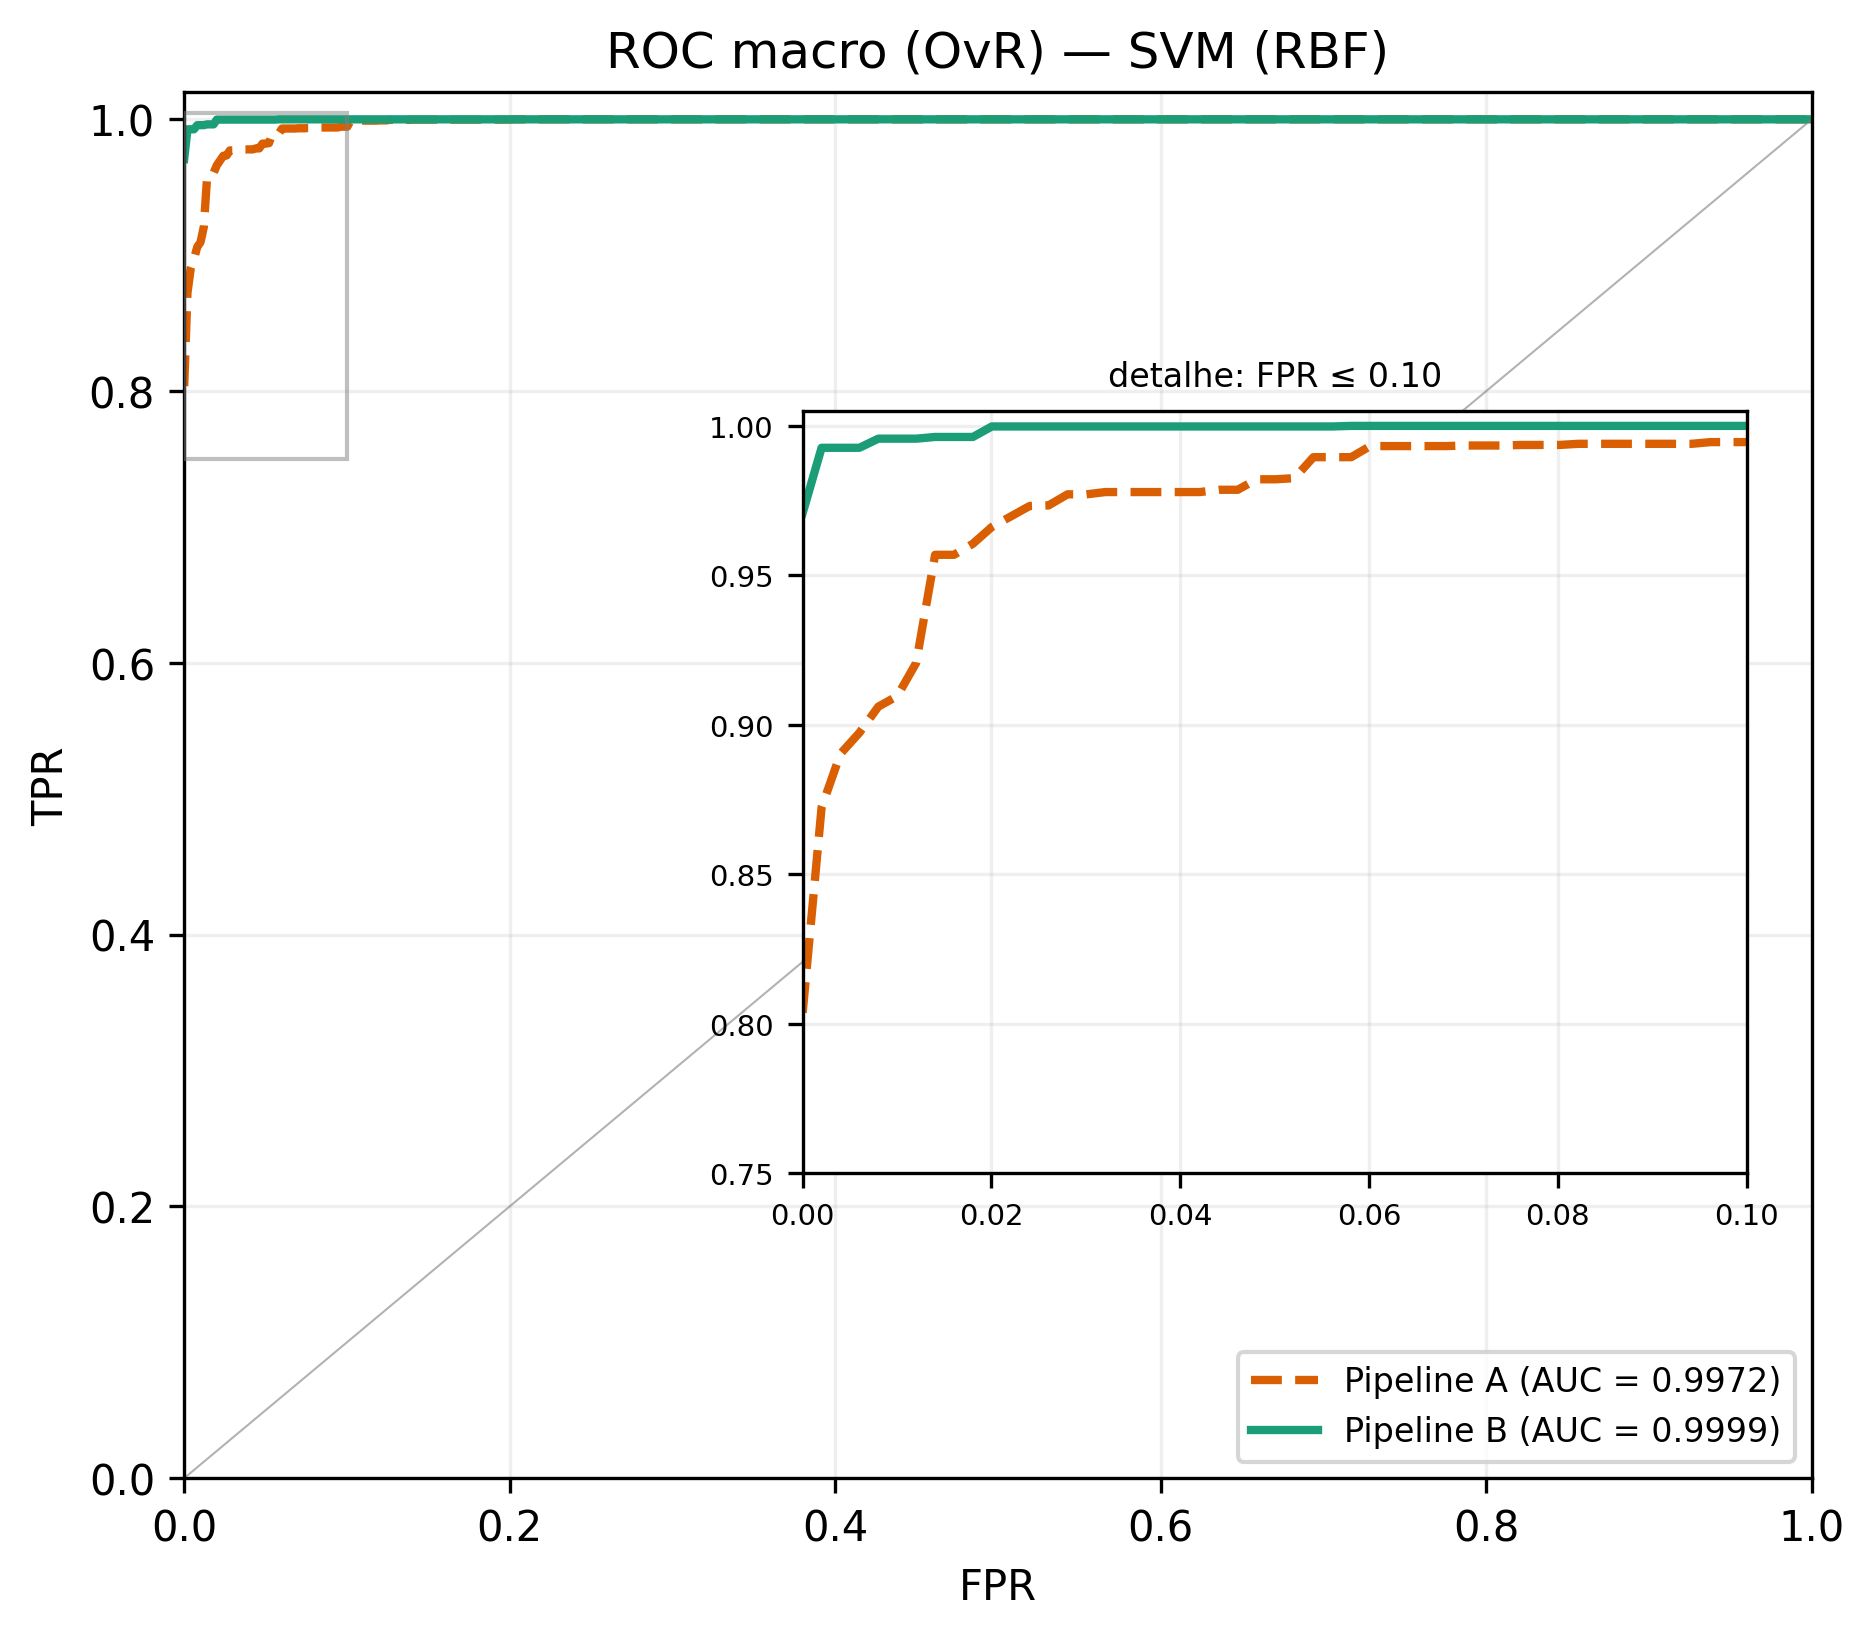 ROC macro (OvR) — SVM (RBF)
TPR
1.0
0.8
0.6
0.4
0.2
0.0
detalhe: FPR ≤ 0.10
1.00
0.95
0.90
0.85
0.80
0.75
0.00 0.02 0.04 0.06 0.08 0.10
Pipeline A (AUC = 0.9972)
Pipeline B (AUC = 0.9999)
0.0 0.2 0.4 0.6 0.8 1.0
FPR